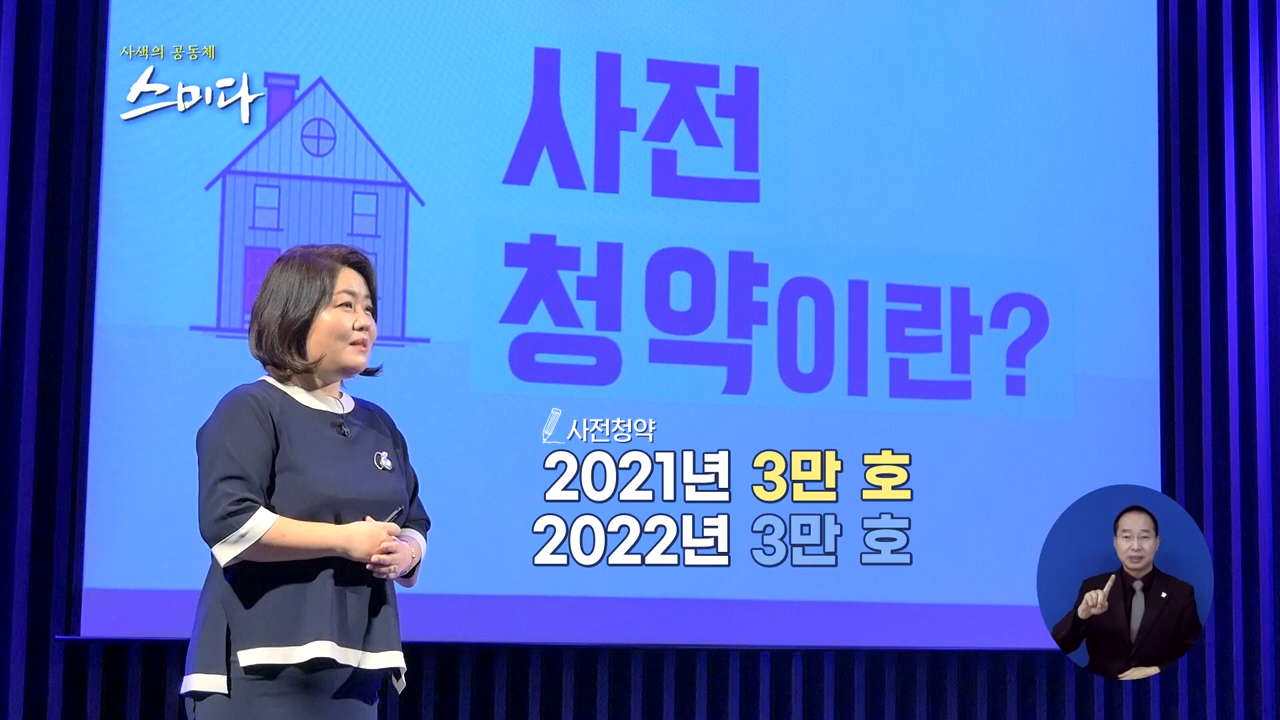 사색의 공동체
스미다
사전
청약이란?
사전청약
2021년 3만 호
2022년 3만 호